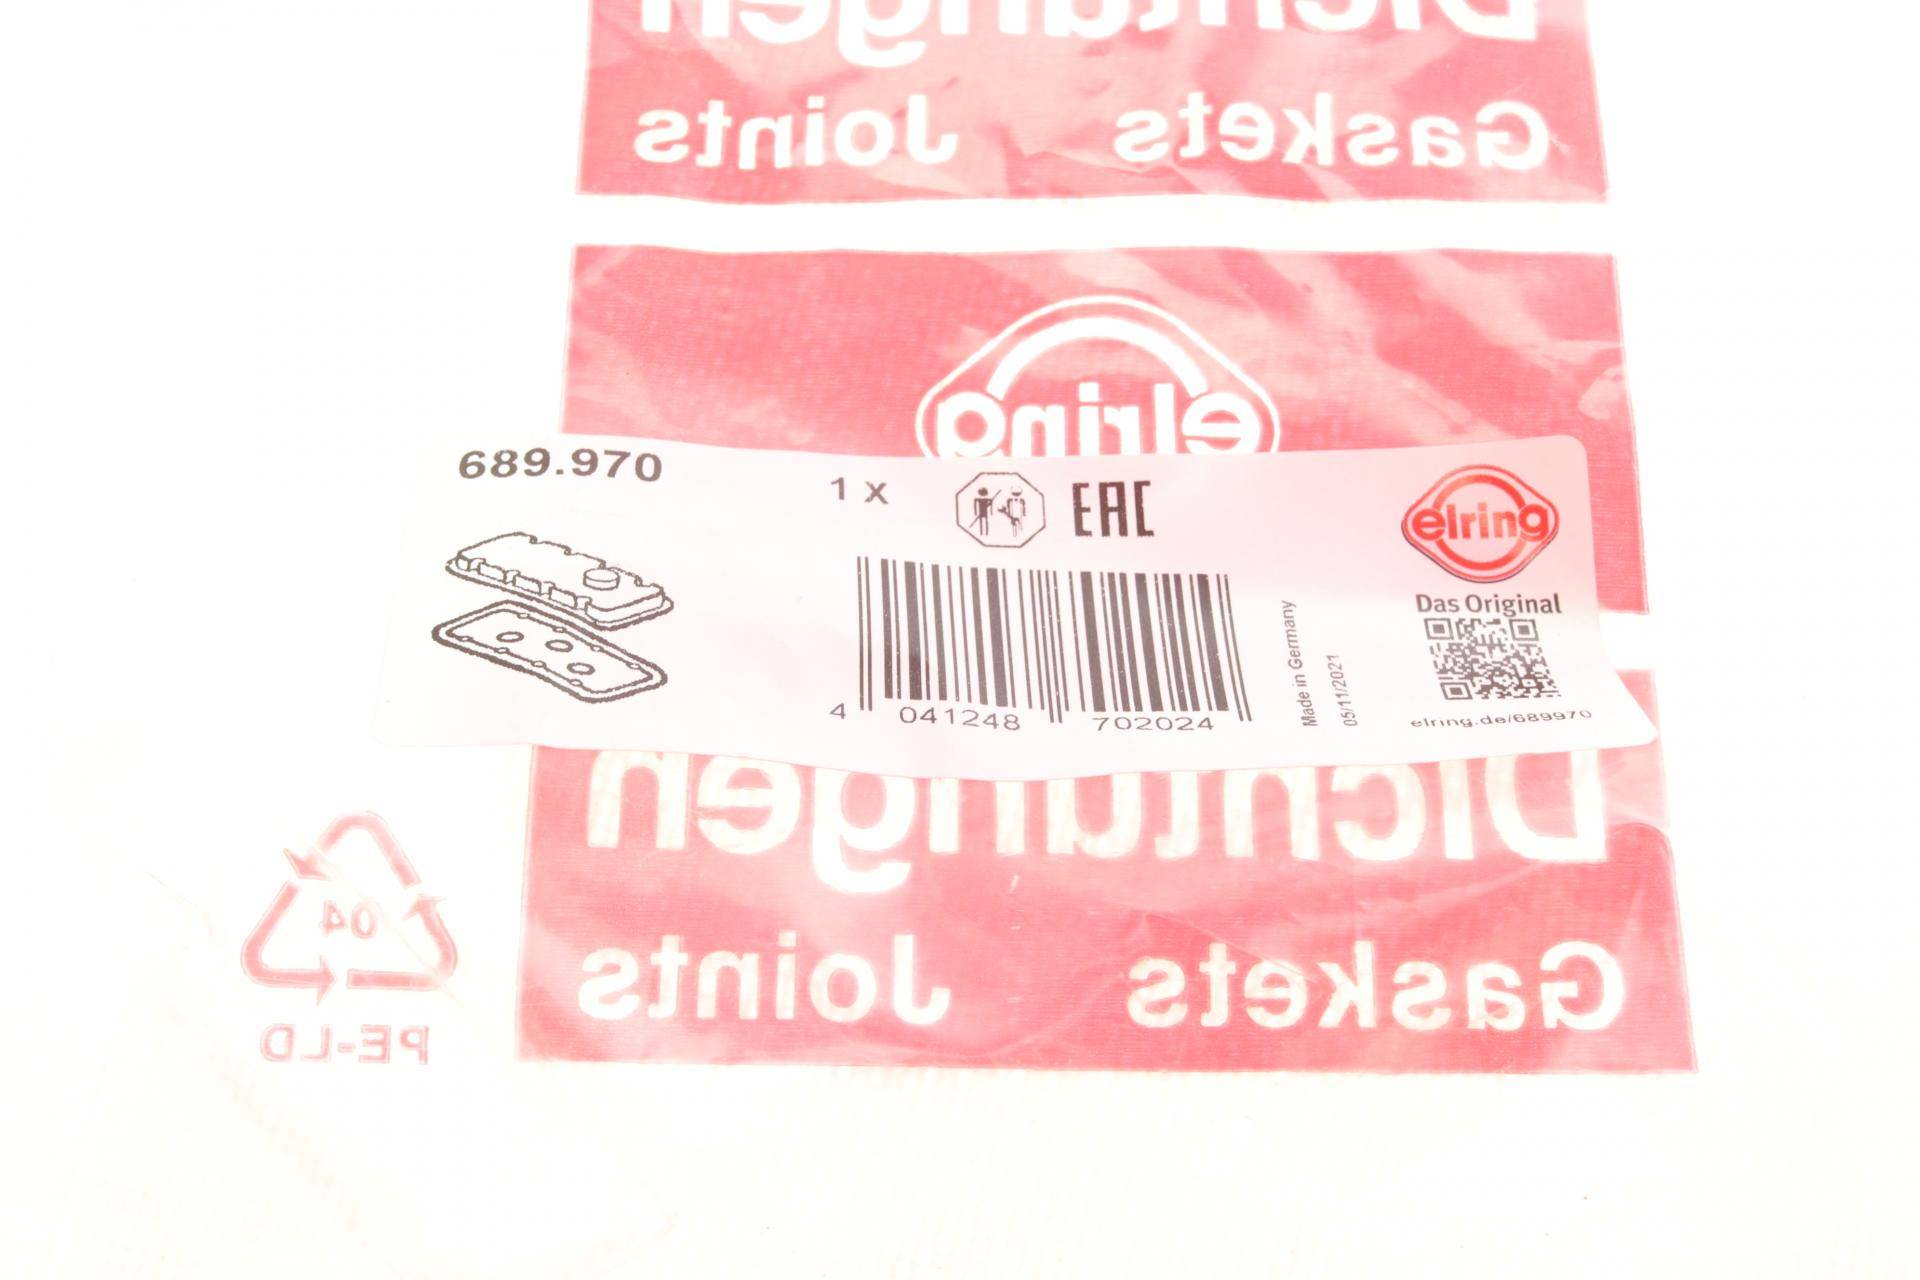 Dichtungen
Gaskets Joints
elring
689.970
1 x
EAC
elring
Das Original
elring.de/689970
4 041248 702024
Made in Germany
05/11/2021
Dichtungen
Gaskets Joints
04
PE-LD